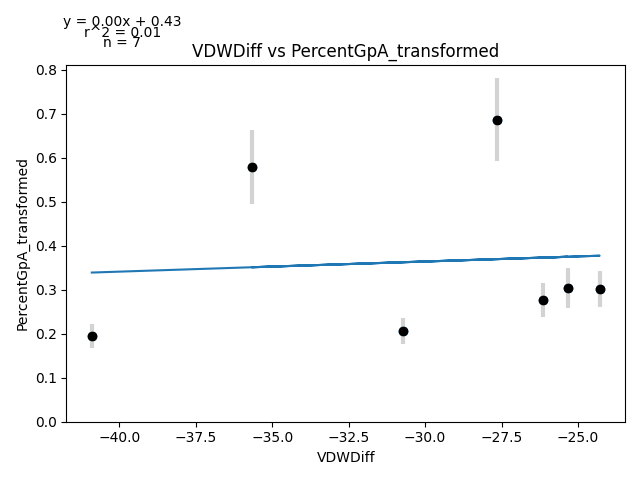 y = 0.00x + 0.43
r^2 = 0.01
n = 7
VDWDiff vs PercentGpA_transformed
PercentGpA_transformed
0.8
0.7
0.6
0.5
0.4
0.3
0.2
0.1
0.0
−40.0 −37.5 −35.0 −32.5 −30.0 −27.5 −25.0
VDWDiff